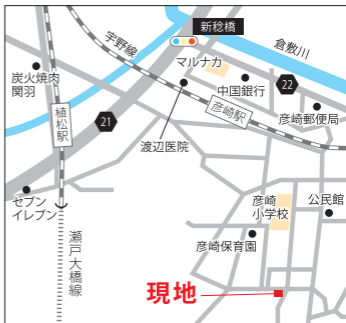 新稔橋
宇野線
倉敷川
マルナカ
炭火焼肉
関羽
中国銀行
22
彦崎駅
彦崎郵便局
植松駅
21
渡辺医院
セブン
イレブン
彦崎
小学校
公民館
彦崎保育園
瀬戸大橋線
現地